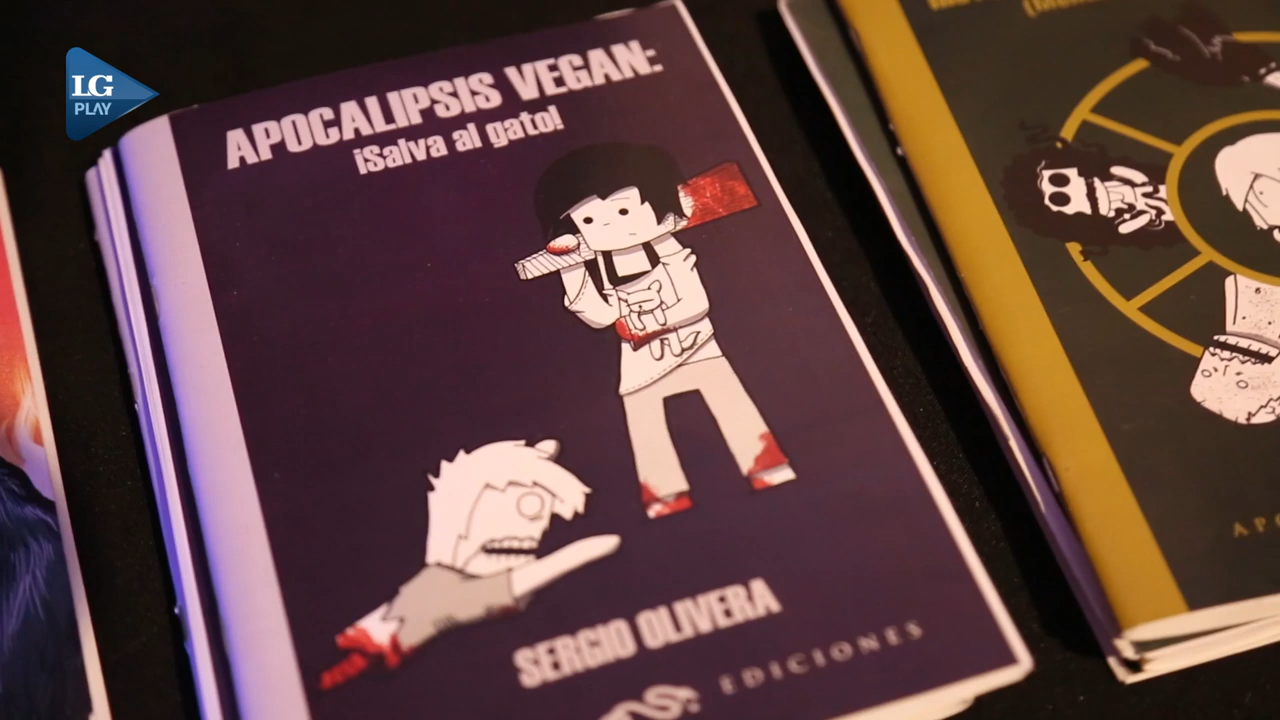 LG
PLAY
APOCALIPSIS VEGAN:
¡Salva al gato!
SERGIO OLIVERA
EDICIONES